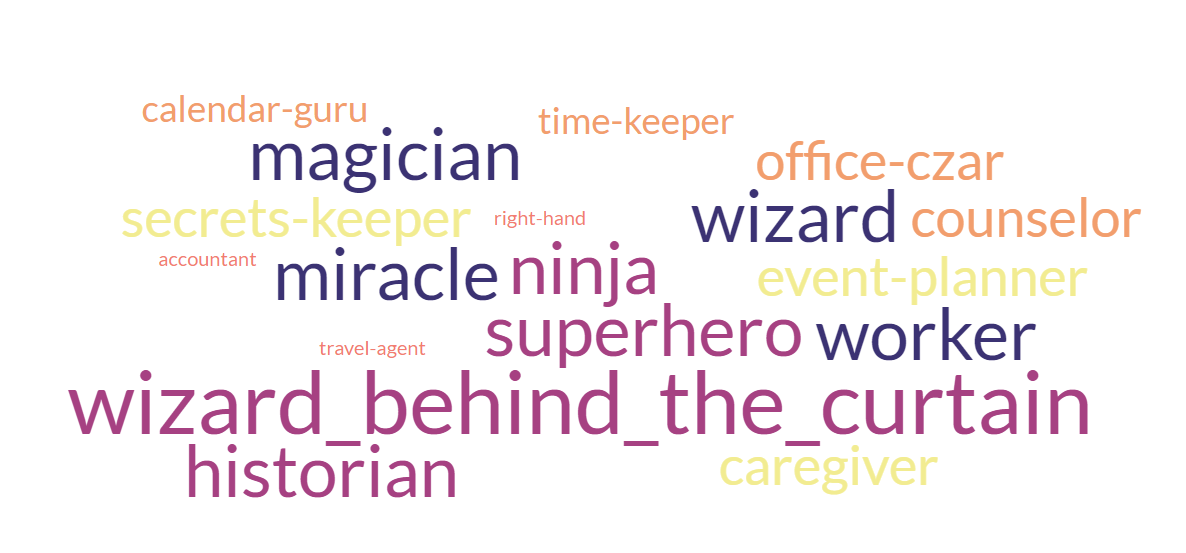 calendar-guru
time-keeper
magician
office-czar
secrets-keeper
right-hand
wizard
counselor
accountant
miracle
ninja
event-planner
superhero
worker
travel-agent
wizard_behind_the_curtain
historian
caregiver